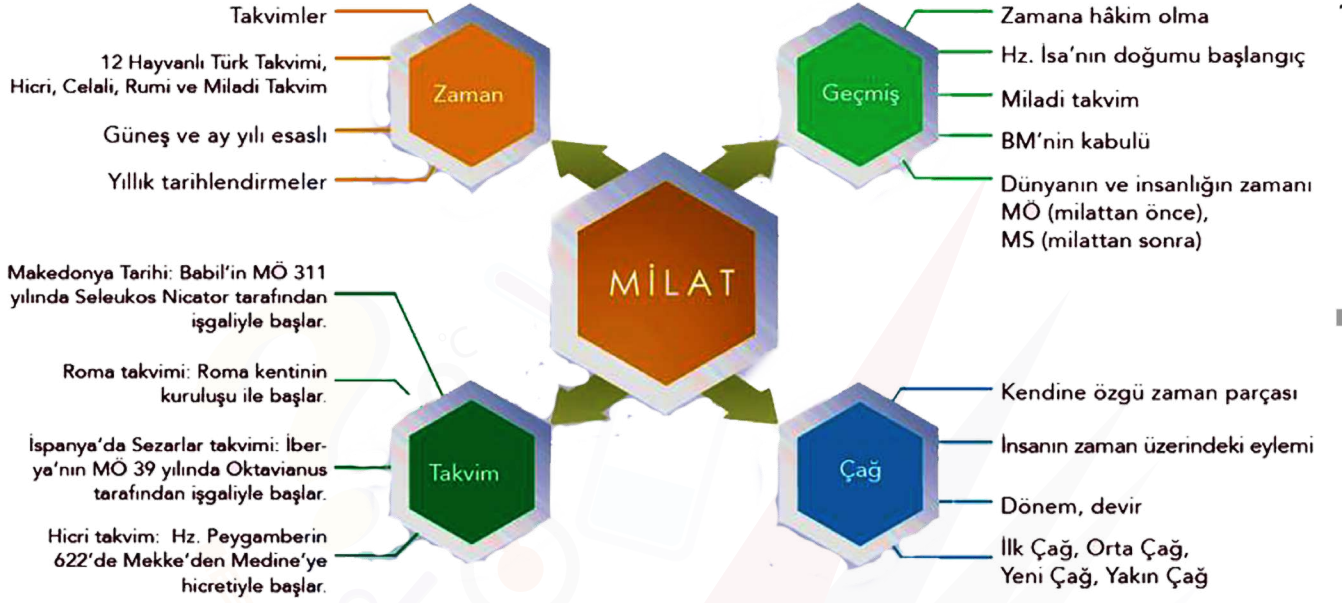 Takvimler
12 Hayvanlı Türk Takvimi,
Hicri, Celali, Rumi ve Miladi Takvim
Güneş ve ay yılı esaslı
Yıllık tarihlendirmeler
Zaman
Geçmiş
Zamana hâkim olma
Hz. İsa'nın doğumu başlangıç
Miladi takvim
BM'nin kabulü
Dünyanın ve insanlığın zamanı
MÖ (milattan önce),
MS (milattan sonra)
MİLAT
Makedonya Tarihi: Babil'in MÖ 311
yılında Seleukos Nicator tarafından
işgaliyle başlar.
Roma takvimi: Roma kentinin
kuruluşu ile başlar.
İspanya'da Sezarlar takvimi: İber-
ya'nın MÖ 39 yılında Oktavianus
tarafından işgaliyle başlar.
Hicri takvim: Hz. Peygamberin
622'de Mekke'den Medine'ye
hicretiyle başlar.
Takvim
Çağ
Kendine özgü zaman parçası
İnsanın zaman üzerindeki eylemi
Dönem, devir
İlk Çağ, Orta Çağ,
Yeni Çağ, Yakın Çağ